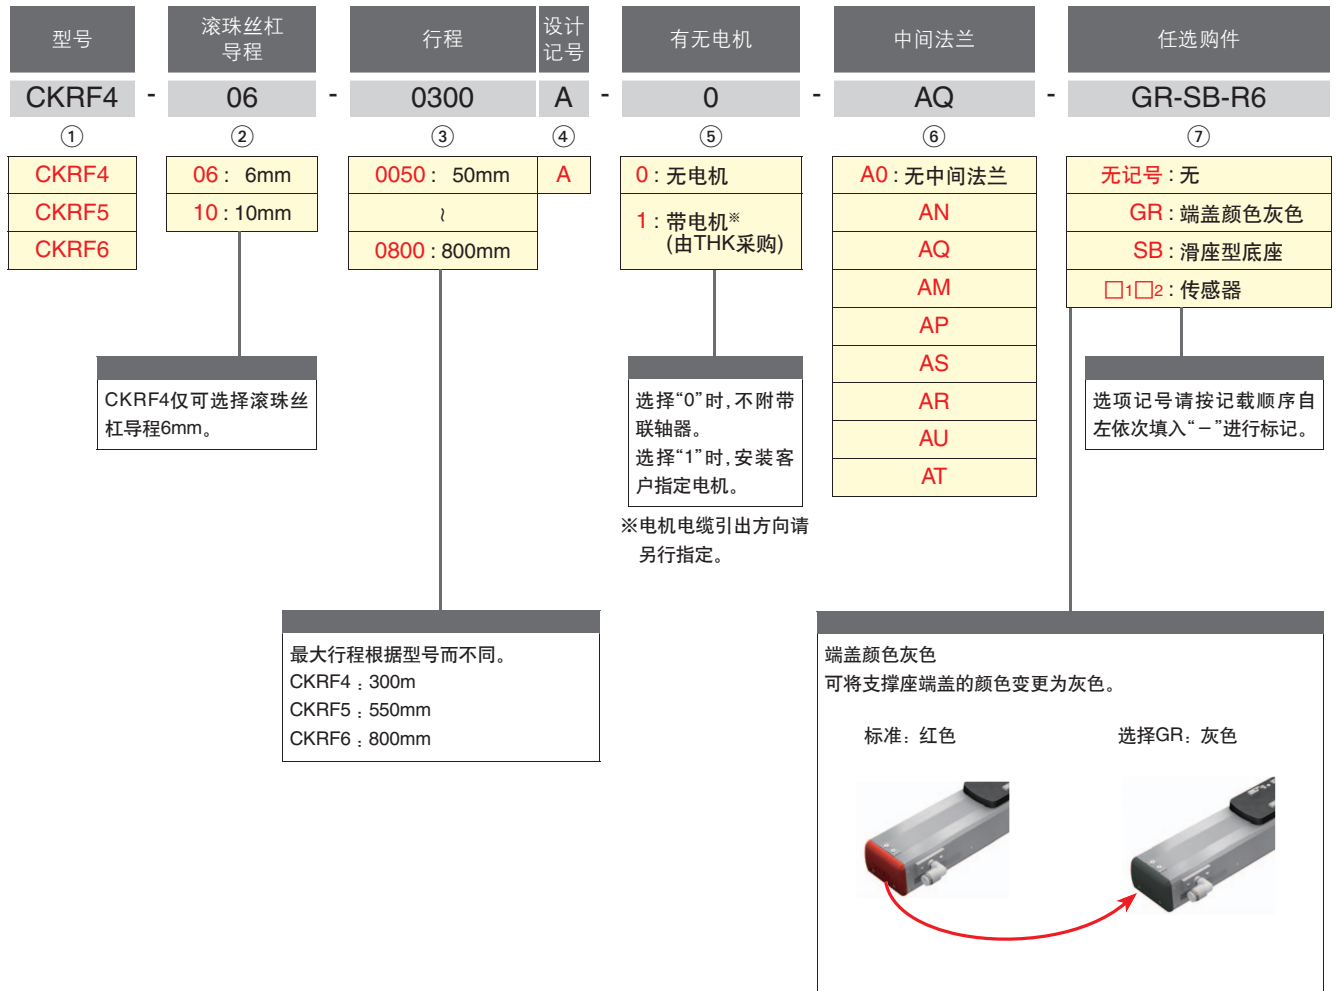 型号
滚珠丝杠
导程
行程
设计
记号
有无电机
中间法兰
任选购件
CKRF4 - 06 - 0300 A - 0 - AQ - GR-SB-R6
① ② ③ ④ ⑤ ⑥ ⑦
CKRF4
CKRF5
CKRF6
06： 6mm
10：10mm
0050： 50mm
～
0800：800mm
A
0：无电机
1：带电机※
(由THK采购)
A0：无中间法兰
AN
AQ
AM
AP
AS
AR
AU
AT
无记号：无
GR：端盖颜色灰色
SB：滑座型底座
□1□2：传感器
CKRF4仅可选择滚珠丝
杠导程6mm。
选择“0”时，不附带
联轴器。
选择“1”时，安装客
户指定电机。
※电机电缆引出方向请
另行指定。
选项记号请按记载顺序自
左依次填入“－”进行标记。
最大行程根据型号而不同。
CKRF4：300m
CKRF5：550mm
CKRF6：800mm
端盖颜色灰色
可将支撑座端盖的颜色变更为灰色。
标准：红色
选择GR：灰色